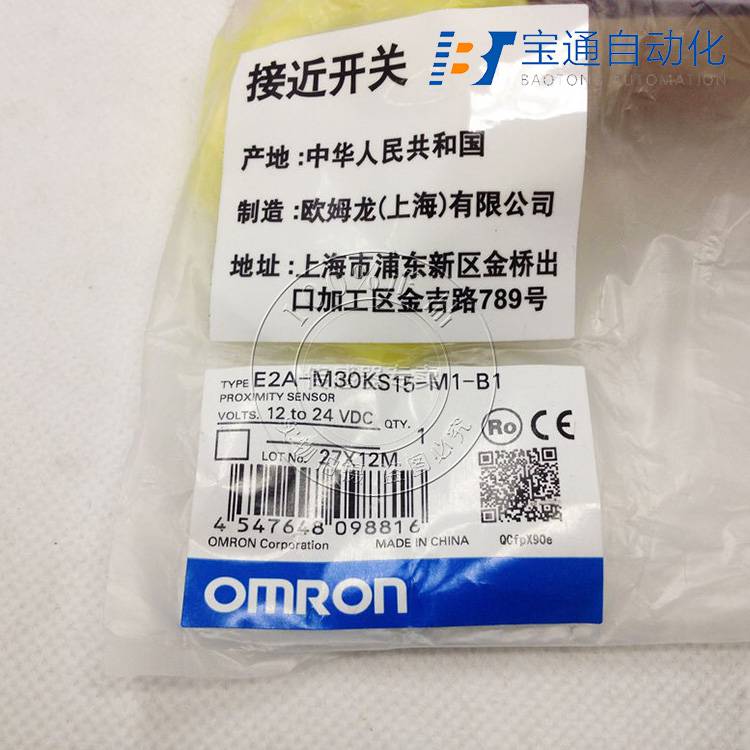 宝通自动化
BAOTONG AUTOMATION
接近开关
产地:中华人民共和国
制造:欧姆龙(上海)有限公司
地址:上海市浦东新区金桥出
口加工区金吉路789号
TYPE E2A-M30KS15-M1-B1
PROXIMITY SENSOR
VOLTS. 12 to 24 VDC QTY. 1
LOT No. 27X12M
Ro CE
4 547648 098816
OMRON Corporation MADE IN CHINA
QCfpX90e
OMRON